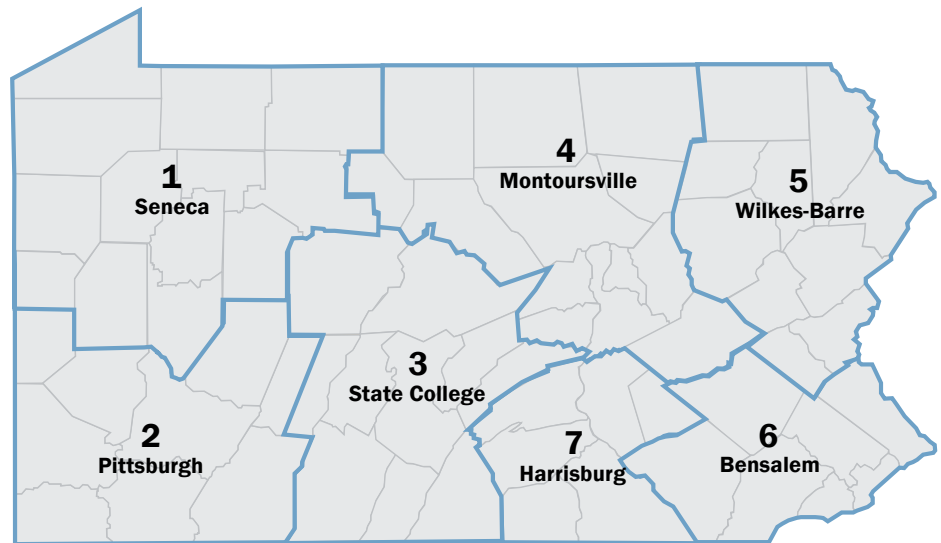 1
Seneca
4
Montoursville
5
Wilkes-Barre
3
State College
2
Pittsburgh
7
Harrisburg
6
Bensalem